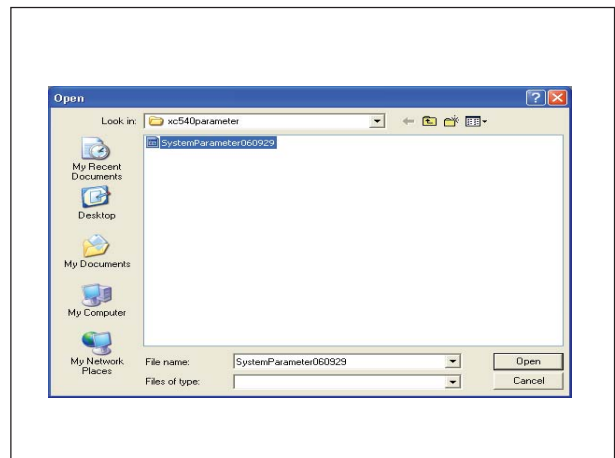 Open
Look in: xc540parameter
SystemParameter060929
My Recent
Documents
Desktop
My Documents
My Computer
My Network
Places
File name: SystemParameter060929 Open
Files of type: Cancel